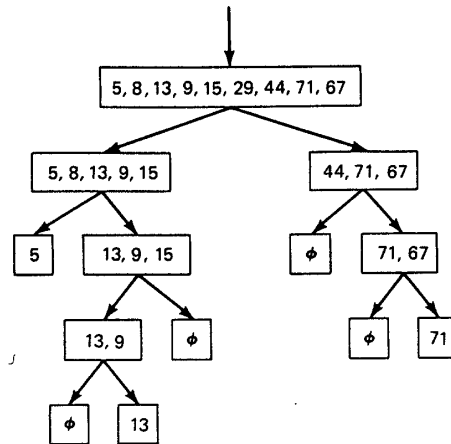 5, 8, 13, 9, 15, 29, 44, 71, 67
5, 8, 13, 9, 15
44, 71, 67
5
13, 9, 15
φ
71, 67
13, 9
φ
φ
71
φ
13